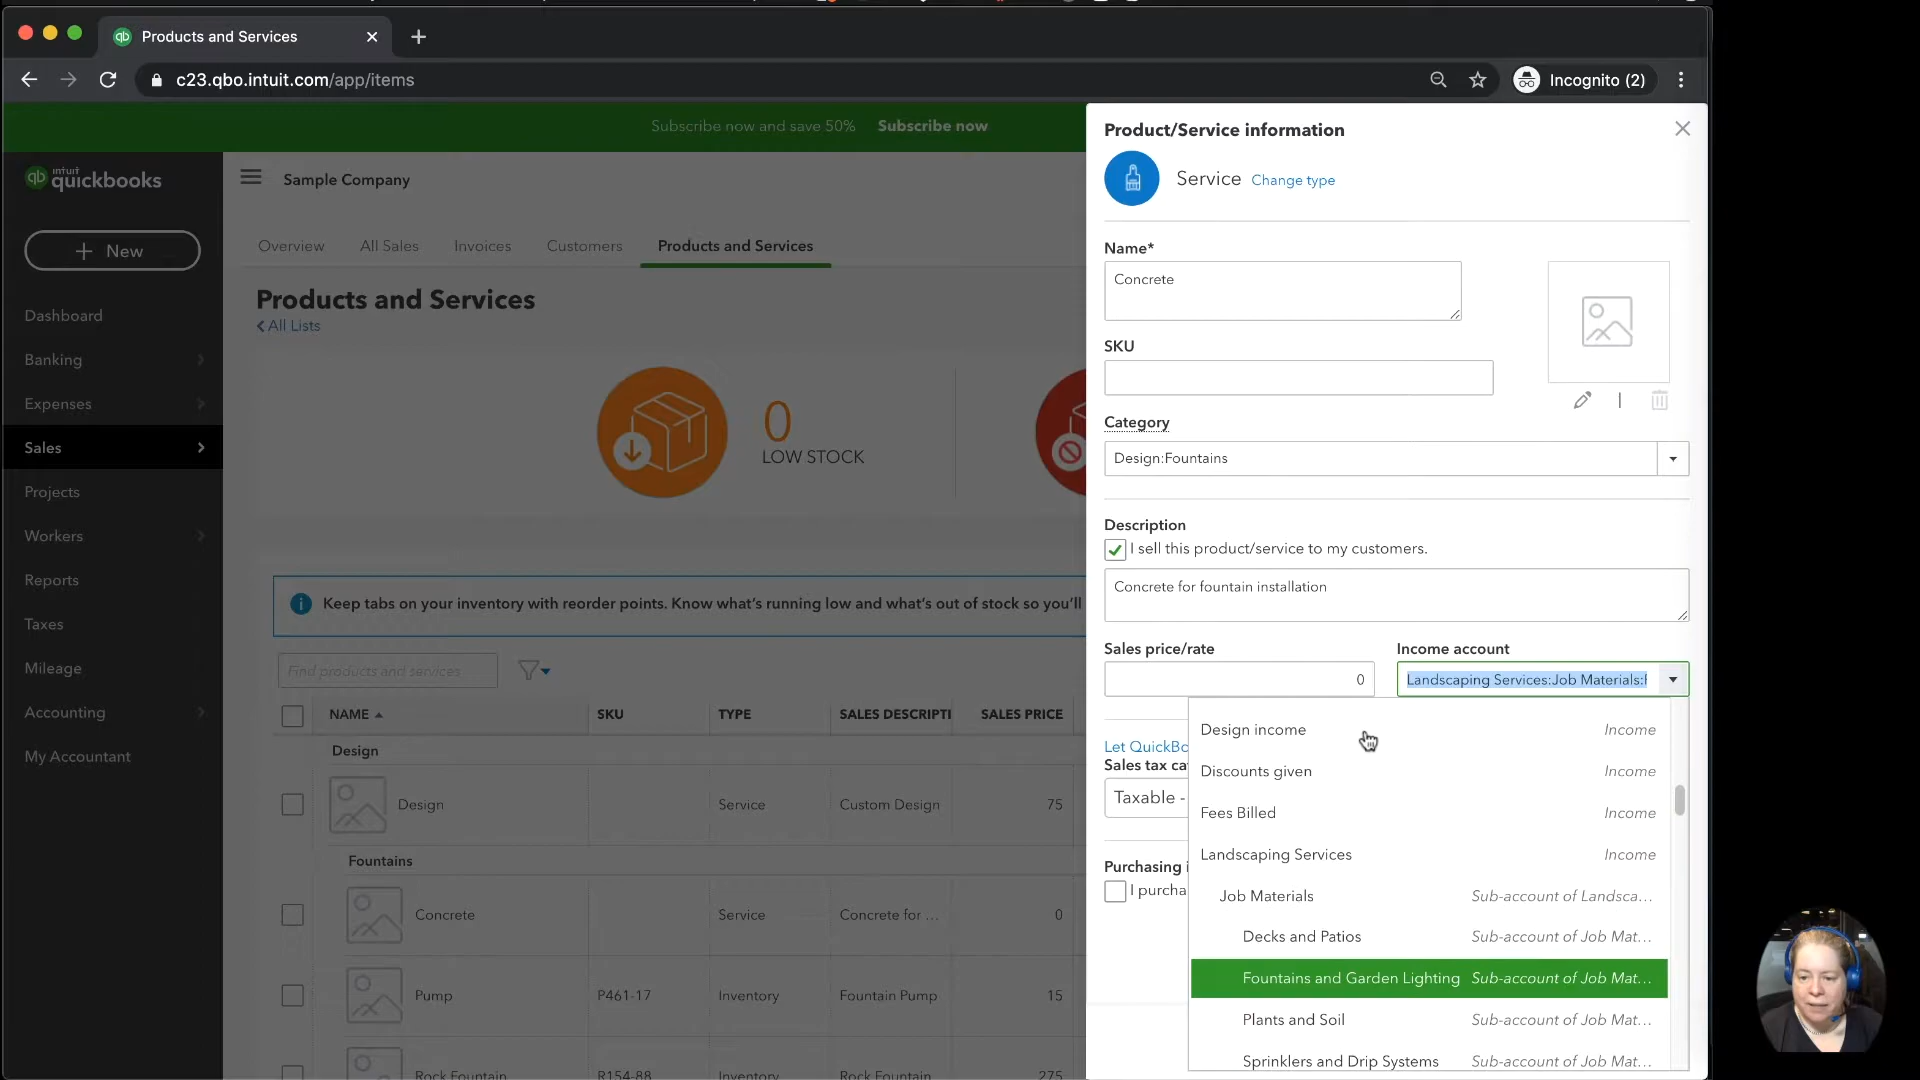 Products and Services
c23.qbo.intuit.com/app/items
Incognito (2)
Subscribe now and save 50% Subscribe now
intuit quickbooks
Sample Company
New
Overview All Sales Invoices Customers Products and Services
Dashboard
Banking
Expenses
Sales
Projects
Workers
Reports
Taxes
Mileage
Accounting
My Accountant
Products and Services
All Lists
0
LOW STOCK
Keep tabs on your inventory with reorder points. Know what's running low and what's out of stock so you'll
Find products and services
NAME SKU TYPE SALES DESCRIPTI SALES PRICE
Design
Design Service Custom Design 75
Fountains
Concrete Service Concrete for ... 0
Pump P461-17 Inventory Fountain Pump 15
Rock Fountain R154-88 Inventory Rock Fountain 275
Product/Service information
Service Change type
Name*
Concrete
SKU
Category
Design:Fountains
Description
I sell this product/service to my customers.
Concrete for fountain installation
Sales price/rate Income account
0 Landscaping Services:Job Materials:F
Let QuickBo
Sales tax ca
Taxable -
Purchasing i
I purcha
Design income Income
Discounts given Income
Fees Billed Income
Landscaping Services Income
Job Materials Sub-account of Landsca...
Decks and Patios Sub-account of Job Mat...
Fountains and Garden Lighting Sub-account of Job Mat...
Plants and Soil Sub-account of Job Mat...
Sprinklers and Drip Systems Sub-account of Job Mat...